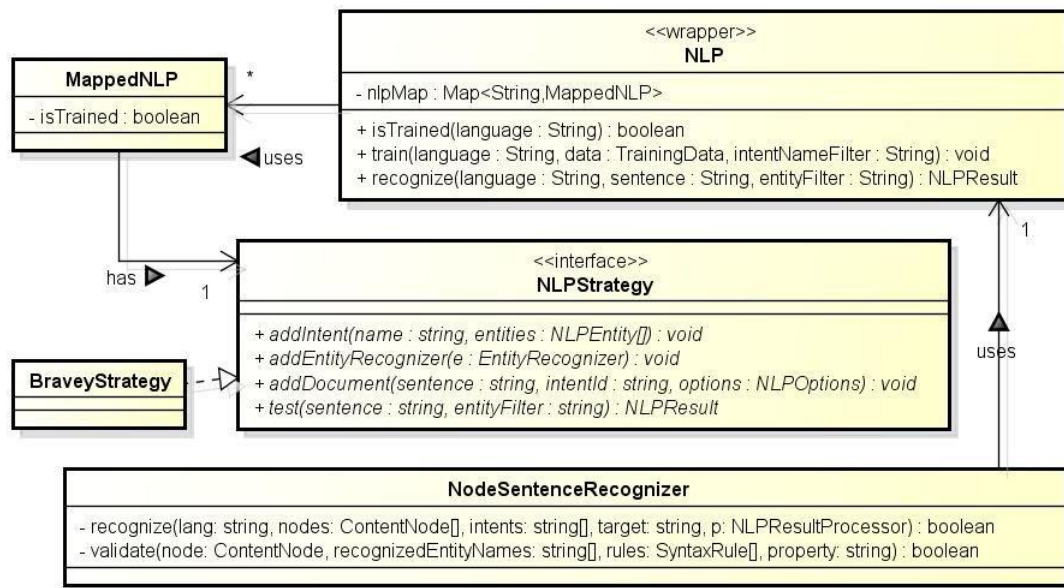 <<wrapper>>
NLP
- nlpMap : Map<String,MappedNLP>
+ isTrained(language : String) : boolean
+ train(language : String, data : TrainingData, intentNameFilter : String) : void
+ recognize(language : String, sentence : String, entityFilter : String) : NLPResult
MappedNLP
- isTrained : boolean
*
uses
has
1
1
uses
<<interface>>
NLPStrategy
+ addIntent(name : string, entities : NLPEntity[]) : void
+ addEntityRecognizer(e : EntityRecognizer) : void
+ addDocument(sentence : string, intentId : string, options : NLPOptions) : void
+ test(sentence : string, entityFilter : string) : NLPResult
BraveyStrategy
NodeSentenceRecognizer
- recognize(lang: string, nodes: ContentNode[], intents: string[], target: string, p: NLPResultProcessor) : boolean
- validate(node: ContentNode, recognizedEntityNames: string[], rules: SyntaxRule[], property: string) : boolean